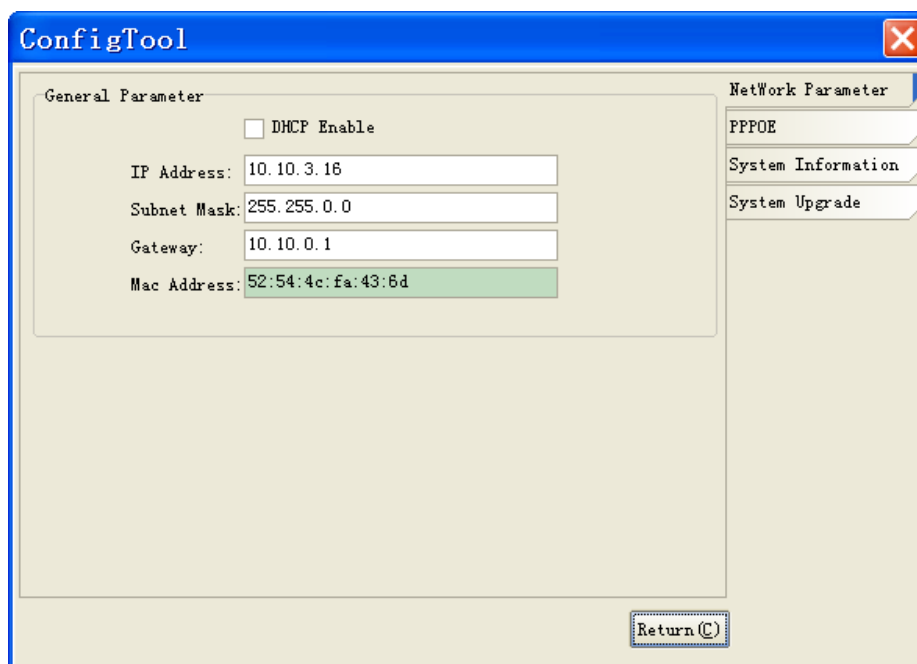 ConfigTool
General Parameter
DHCP Enable
IP Address: 10.10.3.16
Subnet Mask: 255.255.0.0
Gateway: 10.10.0.1
Mac Address: 52:54:4c:fa:43:6d
NetWork Parameter
PPPOE
System Information
System Upgrade
Return(C)